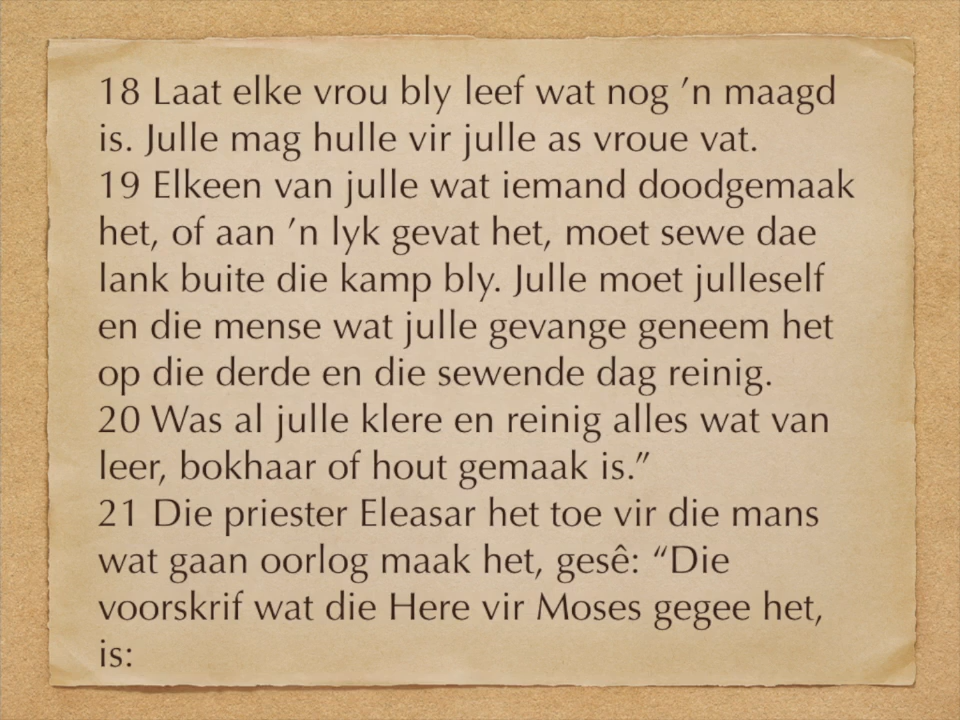 18 Laat elke vrou bly leef wat nog ’n maagd
is. Julle mag hulle vir julle as vroue vat.
19 Elkeen van julle wat iemand doodgemaak
het, of aan ’n lyk gevat het, moet sewe dae
lank buite die kamp bly. Julle moet julleself
en die mense wat julle gevange geneem het
op die derde en die sewende dag reinig.
20 Was al julle klere en reinig alles wat van
leer, bokhaar of hout gemaak is.”
21 Die priester Eleasar het toe vir die mans
wat gaan oorlog maak het, gesê: “Die
voorskrif wat die Here vir Moses gegee het,
is: